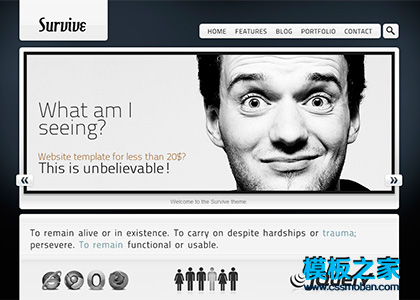 Survive
HOME FEATURES BLOG PORTFOLIO CONTACT
What am I
seeing?
Website template for less than 20$?
This is unbelievable!
Welcome to the Survive theme.
To remain alive or in existence. To carry on despite hardships or trauma;
persevere. To remain functional or usable.
jQuery
模板之家
www.cssmoban.com